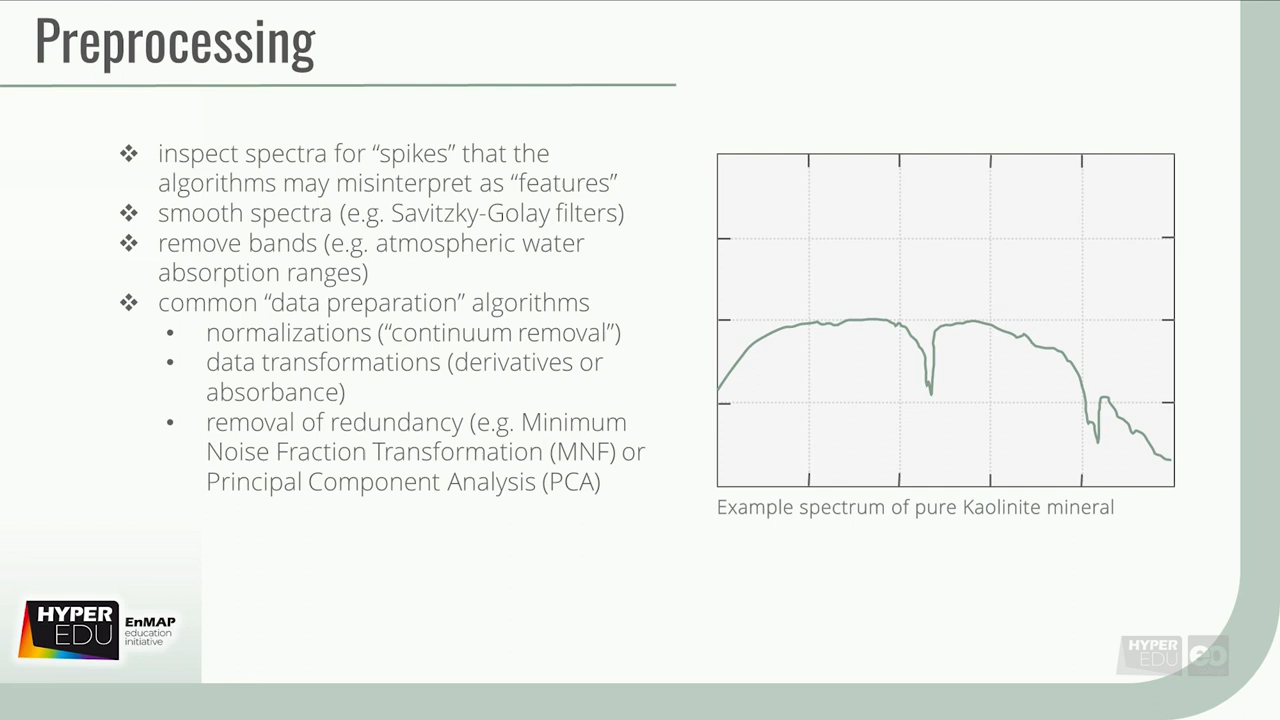 Preprocessing
❖ inspect spectra for “spikes” that the
algorithms may misinterpret as “features”
❖ smooth spectra (e.g. Savitzky-Golay filters)
❖ remove bands (e.g. atmospheric water
absorption ranges)
❖ common “data preparation” algorithms
• normalizations (“continuum removal”)
• data transformations (derivatives or
absorbance)
• removal of redundancy (e.g. Minimum
Noise Fraction Transformation (MNF) or
Principal Component Analysis (PCA)
Example spectrum of pure Kaolinite mineral
HYPER
EDU
EnMAP
education
initiative
HYPER
EDU
eo